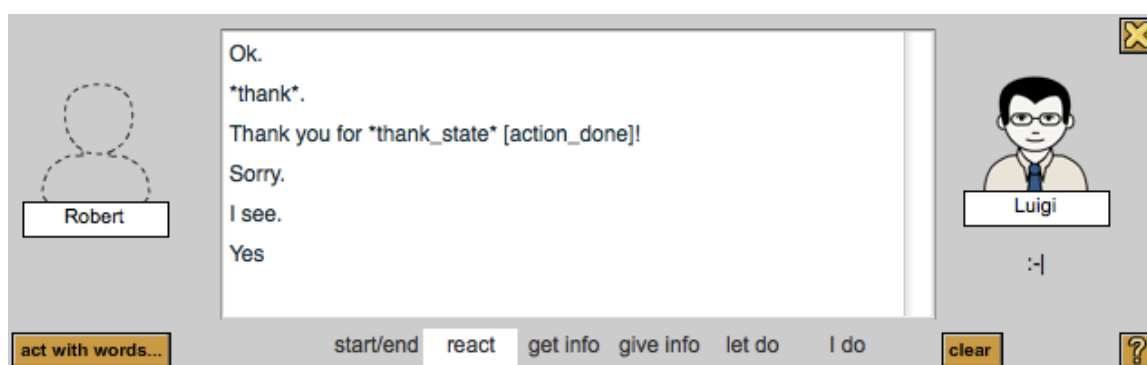 Ok.
*thank*.
Thank you for *thank_state* [action_done]!
Sorry.
I see.
Yes
Robert
Luigi
:-|
act with words...
start/end react get info give info let do I do
clear
?